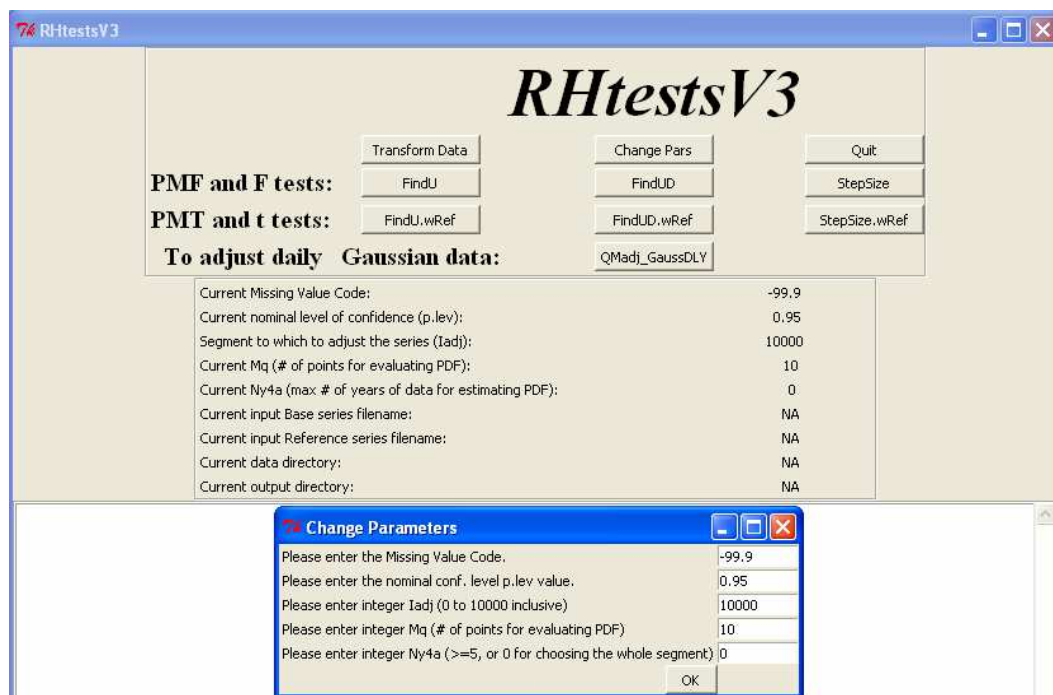 RHtestsV3
RHtestsV3
Transform Data Change Pars Quit
PMF and F tests: FindU FindUD StepSize
PMT and t tests: FindU.wRef FindUD.wRef StepSize.wRef
To adjust daily Gaussian data: QMadj_GaussDLY
Current Missing Value Code: -99.9
Current nominal level of confidence (p.lev): 0.95
Segment to which to adjust the series (Iadj): 10000
Current Mq (# of points for evaluating PDF): 10
Current Ny4a (max # of years of data for estimating PDF): 0
Current input Base series filename: NA
Current input Reference series filename: NA
Current data directory: NA
Current output directory: NA
Change Parameters
Please enter the Missing Value Code. -99.9
Please enter the nominal conf. level p.lev value. 0.95
Please enter integer Iadj (0 to 10000 inclusive) 10000
Please enter integer Mq (# of points for evaluating PDF) 10
Please enter integer Ny4a (>=5, or 0 for choosing the whole segment) 0
OK